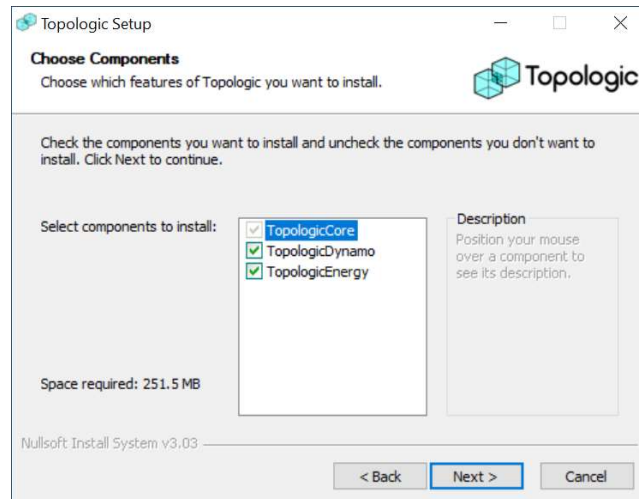 Topologic Setup
Choose Components
Choose which features of Topologic you want to install.
Topologic
Check the components you want to install and uncheck the components you don't want to
install. Click Next to continue.
Select components to install:
TopologicCore
TopologicDynamo
TopologicEnergy
Description
Position your mouse
over a component to
see its description.
Space required: 251.5 MB
Nullsoft Install System v3.03
< Back
Next >
Cancel